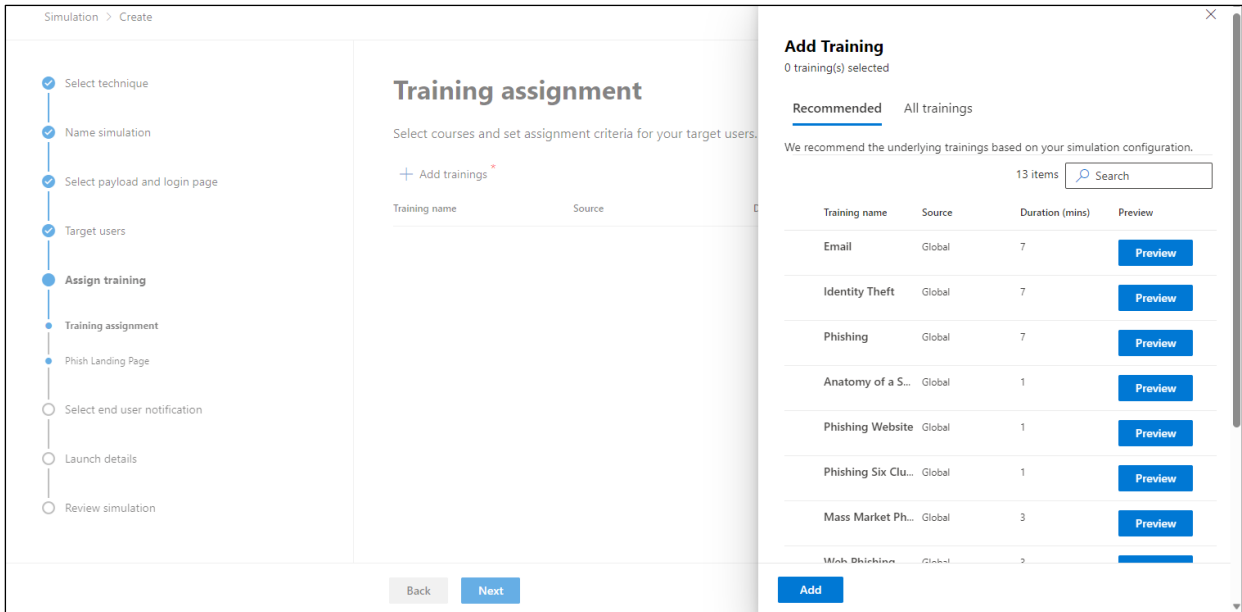 Simulation > Create
Select technique
Name simulation
Select payload and login page
Target users
Assign training
Training assignment
Phish Landing Page
Select end user notification
Launch details
Review simulation
Training assignment
Select courses and set assignment criteria for your target users.
+ Add trainings *
Training name Source D
Back Next
Add Training
0 training(s) selected
Recommended All trainings
We recommend the underlying trainings based on your simulation configuration.
13 items Search
Training name Source Duration (mins) Preview
Email Global 7 Preview
Identity Theft Global 7 Preview
Phishing Global 7 Preview
Anatomy of a S... Global 1 Preview
Phishing Website Global 1 Preview
Phishing Six Clu... Global 1 Preview
Mass Market Ph... Global 3 Preview
Web Phishing Global
Add